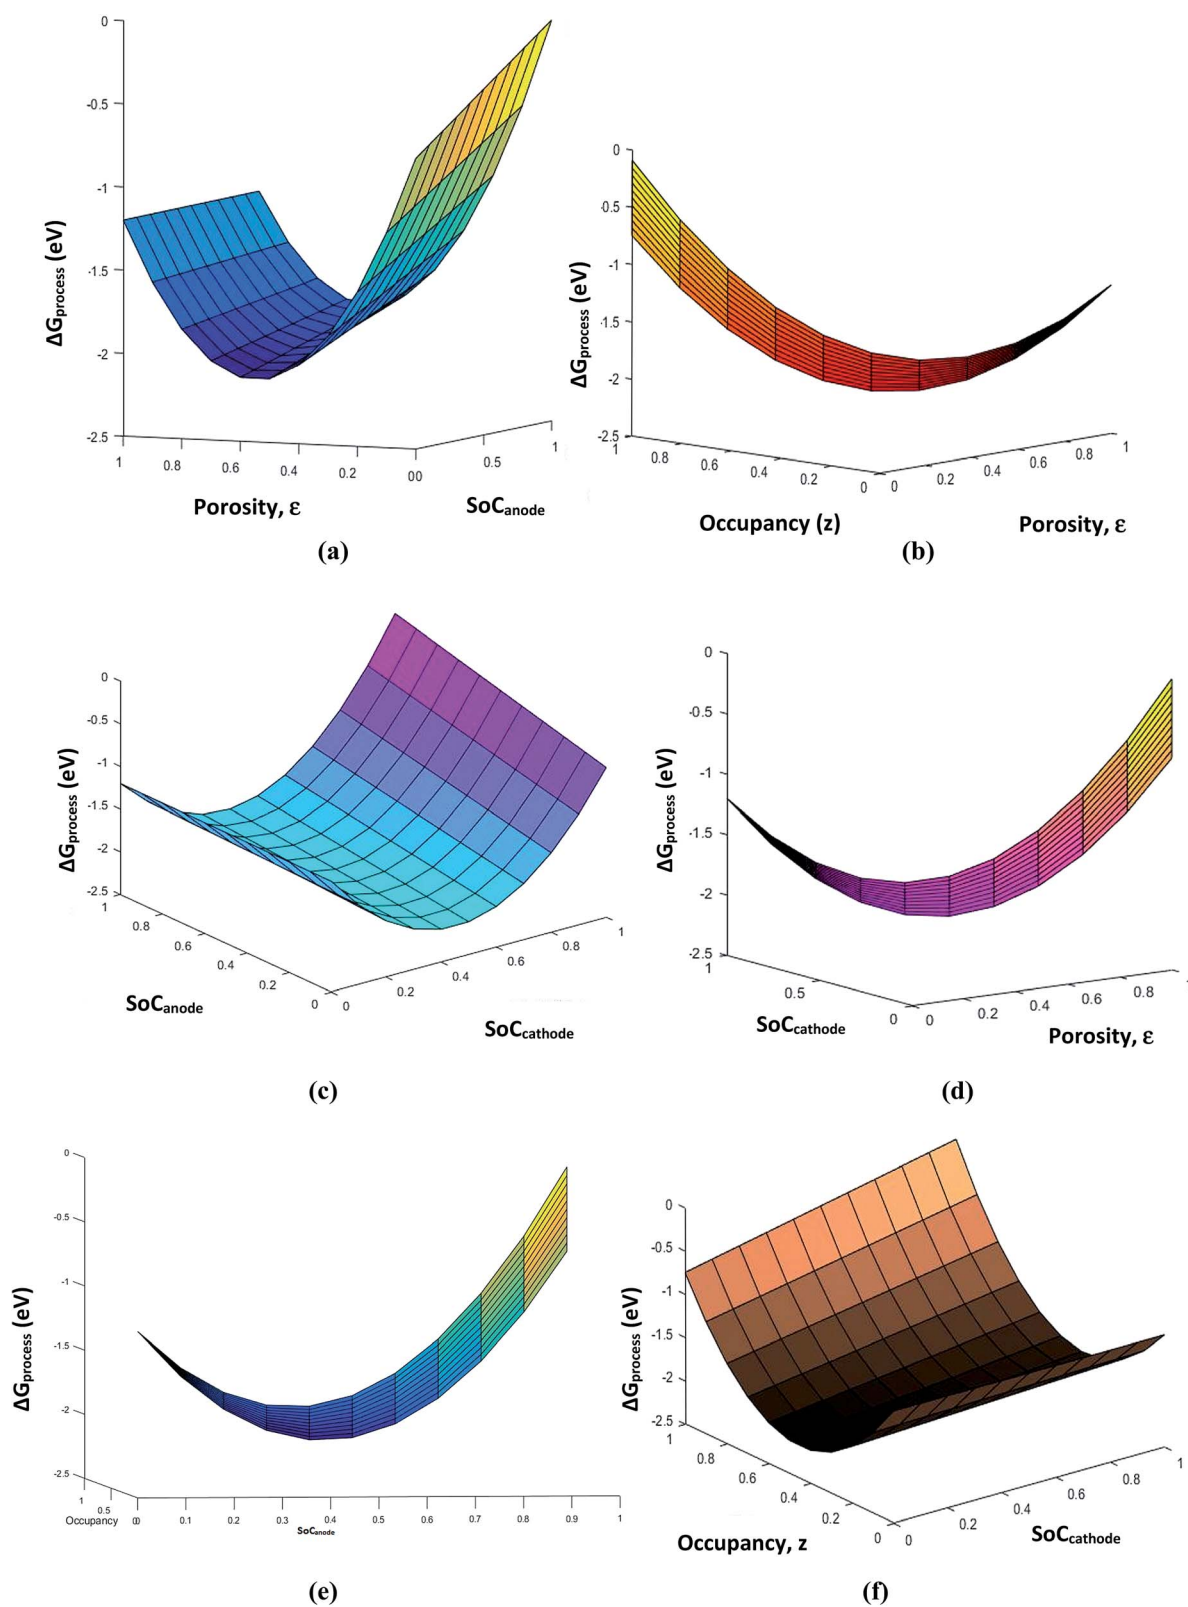 0
-0.5
-1
-1.5
-2
-2.5
ΔGprocess (eV)
1 0.8 0.6 0.4 0.2 00 0.5 1
Porosity, ε SoCanode
(a)
0
-0.5
-1
-1.5
-2
-2.5
ΔGprocess (eV)
1 0.8 0.6 0.4 0.2 0 0 0.2 0.4 0.6 0.8 1
Occupancy (z) Porosity, ε
(b)
0
-0.5
-1
-1.5
-2
-2.5
ΔGprocess (eV)
1 0.8 0.6 0.4 0.2 0 0 0.2 0.4 0.6 0.8 1
SoCanode SoCcathode
(c)
0
-0.5
-1
-1.5
-2
-2.5
ΔGprocess (eV)
1 0.5 0 0 0.2 0.4 0.6 0.8 1
SoCcathode Porosity, ε
(d)
0
-0.5
-1
-1.5
-2
-2.5
ΔGprocess (eV)
1 0.5 00 0.1 0.2 0.3 0.4 0.5 0.6 0.7 0.8 0.9 1
Occupancy SoCanode
(e)
0
-0.5
-1
-1.5
-2
-2.5
ΔGprocess (eV)
1 0.8 0.6 0.4 0.2 0 0 0.2 0.4 0.6 0.8 1
Occupancy, z SoCcathode
(f)